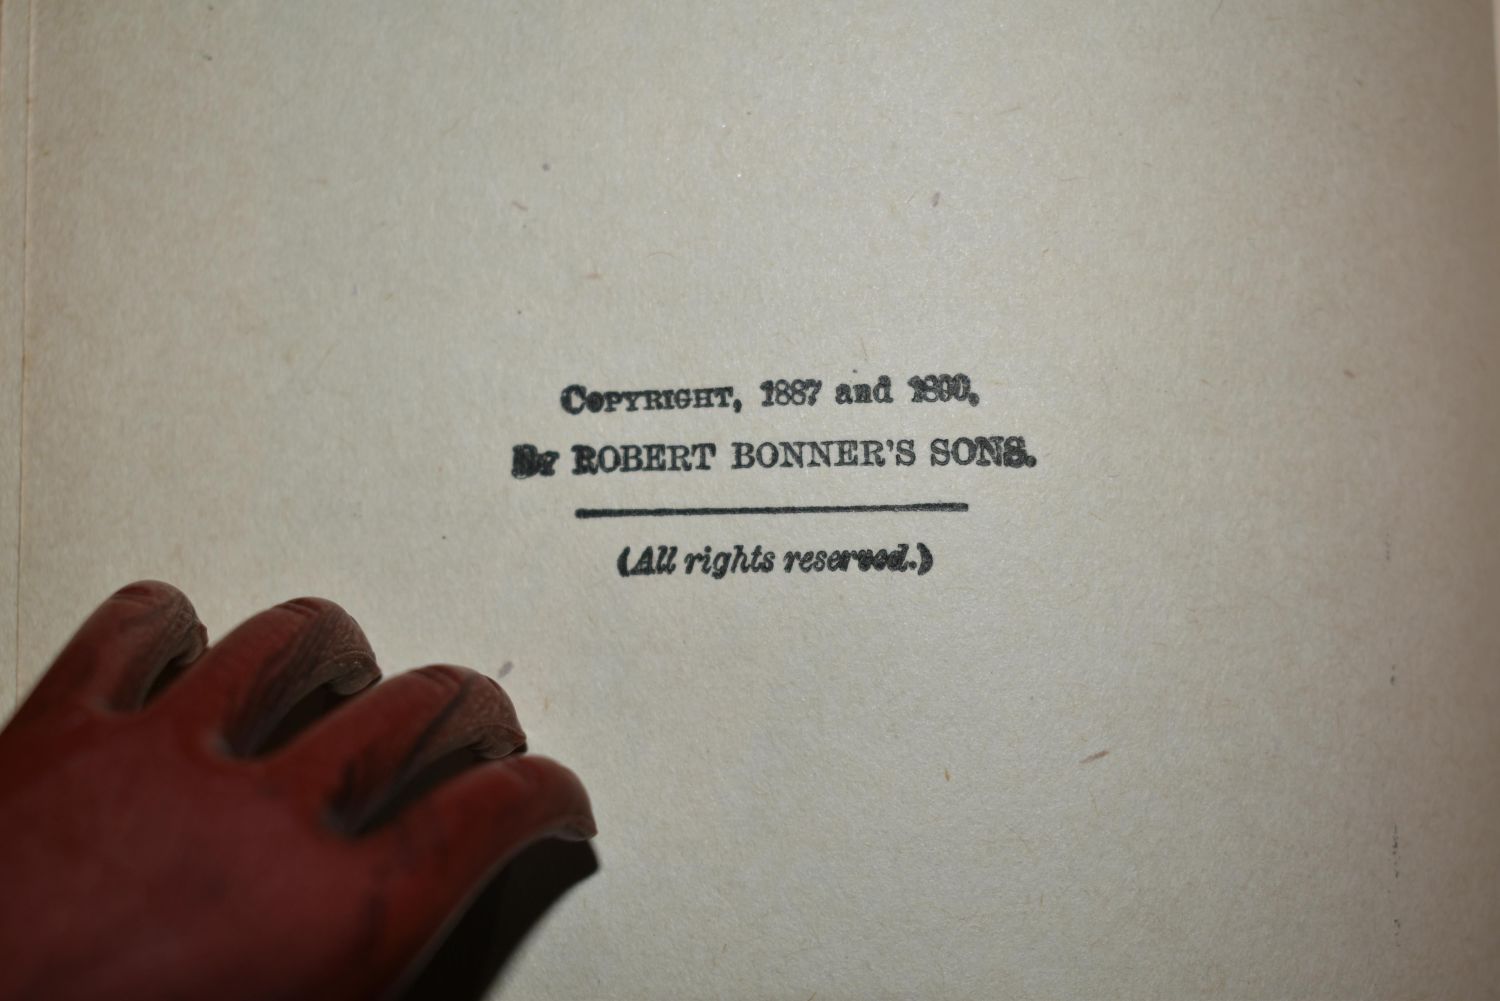 COPYRIGHT, 1887 and 1890,
By ROBERT BONNER'S SONS.
(All rights reserved.)